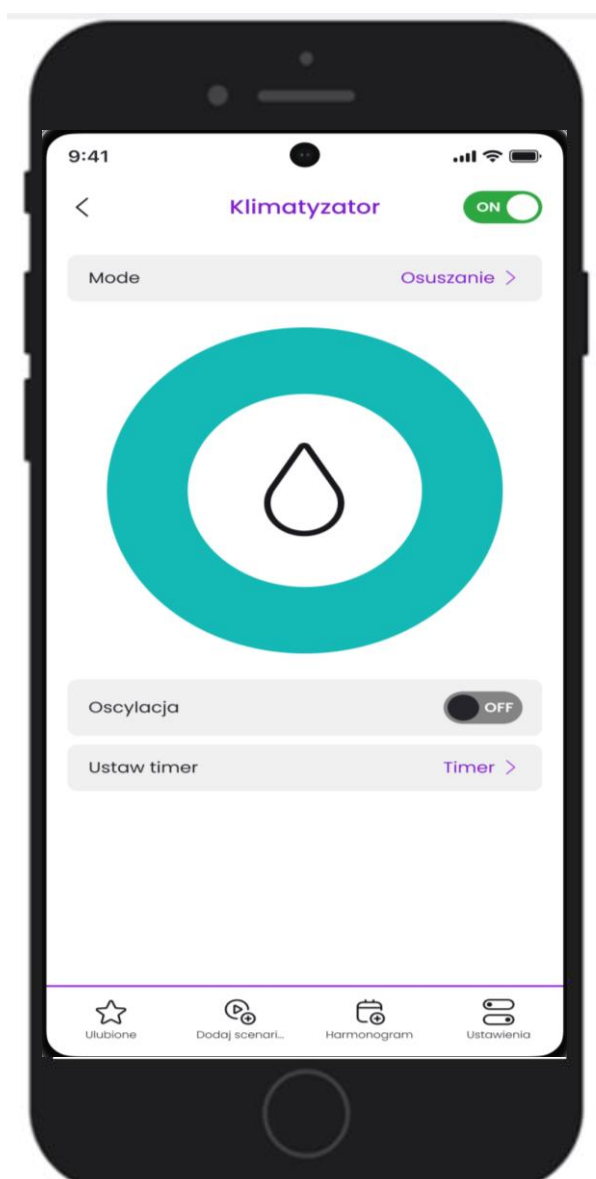 9:41
Klimatyzator ON
Mode Osuszanie
Oscylacja OFF
Ustaw timer Timer
Ulubione Dodaj scenari... Harmonogram Ustawienia